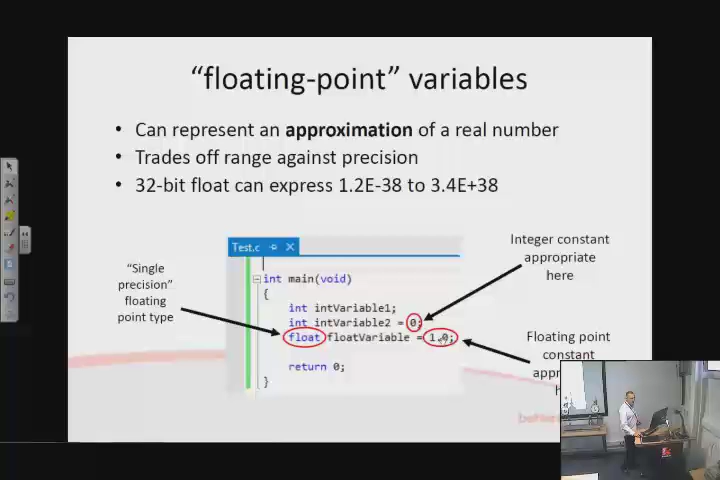 “floating-point” variables
• Can represent an approximation of a real number
• Trades off range against precision
• 32-bit float can express 1.2E-38 to 3.4E+38
Integer constant
appropriate
here
“Single
precision”
floating
point type
Test.c
int main(void)
{
int intVariable1;
int intVariable2 = 0;
float floatVariable = 1.0;
return 0;
}
Floating point
constant